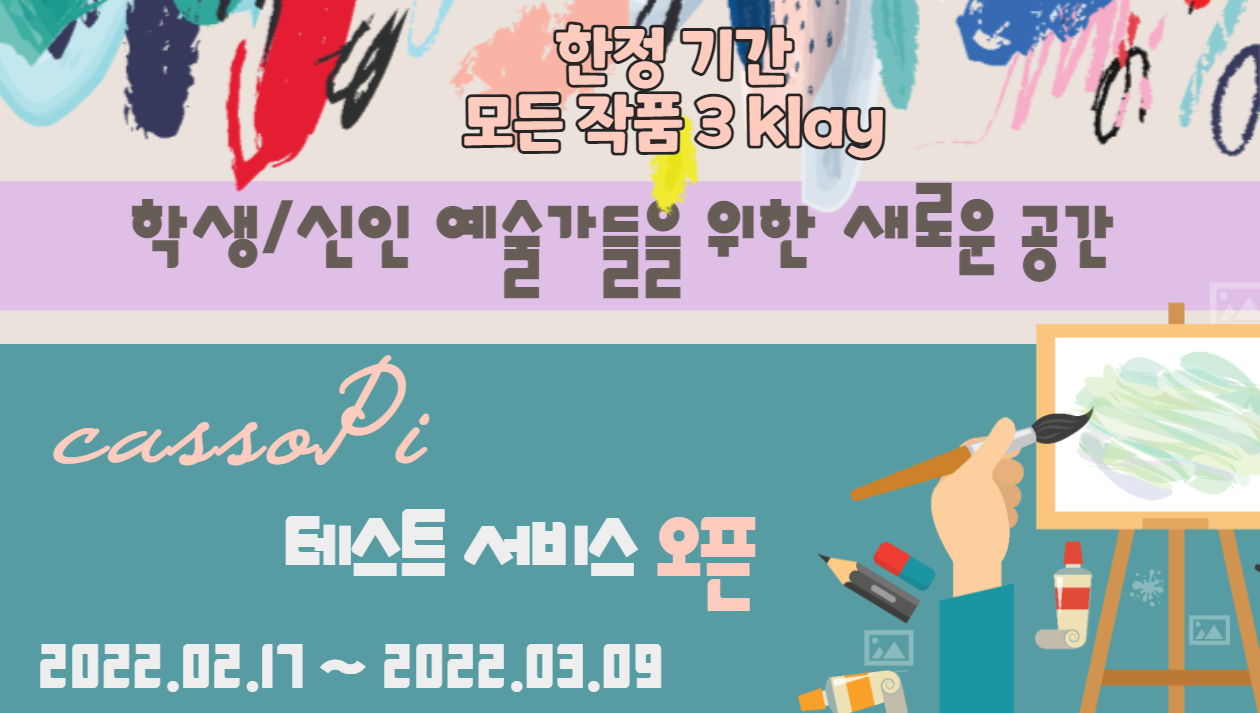 한정 기간
모든 작품 3 Klay
학생/신인 예술가들을 위한 새로운 공간
cassoPi
테스트 서비스 오픈
2022.02.17 ~ 2022.03.09